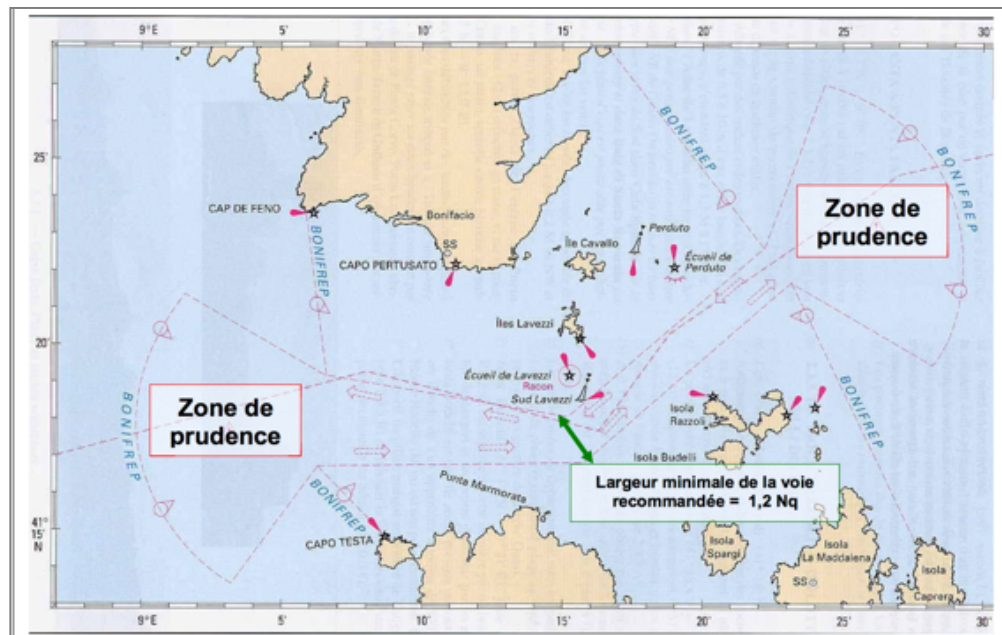 9°E
5'
10'
15'
20'
25'
30'
BONIFREP
BONIFREP
25'
25'
CAP DE FENO
Bonifacio
Perduto
Zone de
prudence
SS
Île Cavallo
Écueil de
Perduto
CAPO PERTUSATO
BONIFREP
Îles Lavezzi
20'
20'
Écueil de Lavezzi
Racon
Sud Lavezzi
Zone de
prudence
Isola
Razzoli
BONIFREP
Isola Budelli
BONIFREP
Punta Marmorata
Largeur minimale de la voie
recommandée = 1,2 Nq
BONIFREP
41°
15'
N
15'
CAPO TESTA
Isola
Spargi
Isola
La Maddalena
SS
Isola
Caprera
9°E
5'
10'
15'
20'
25'
30'